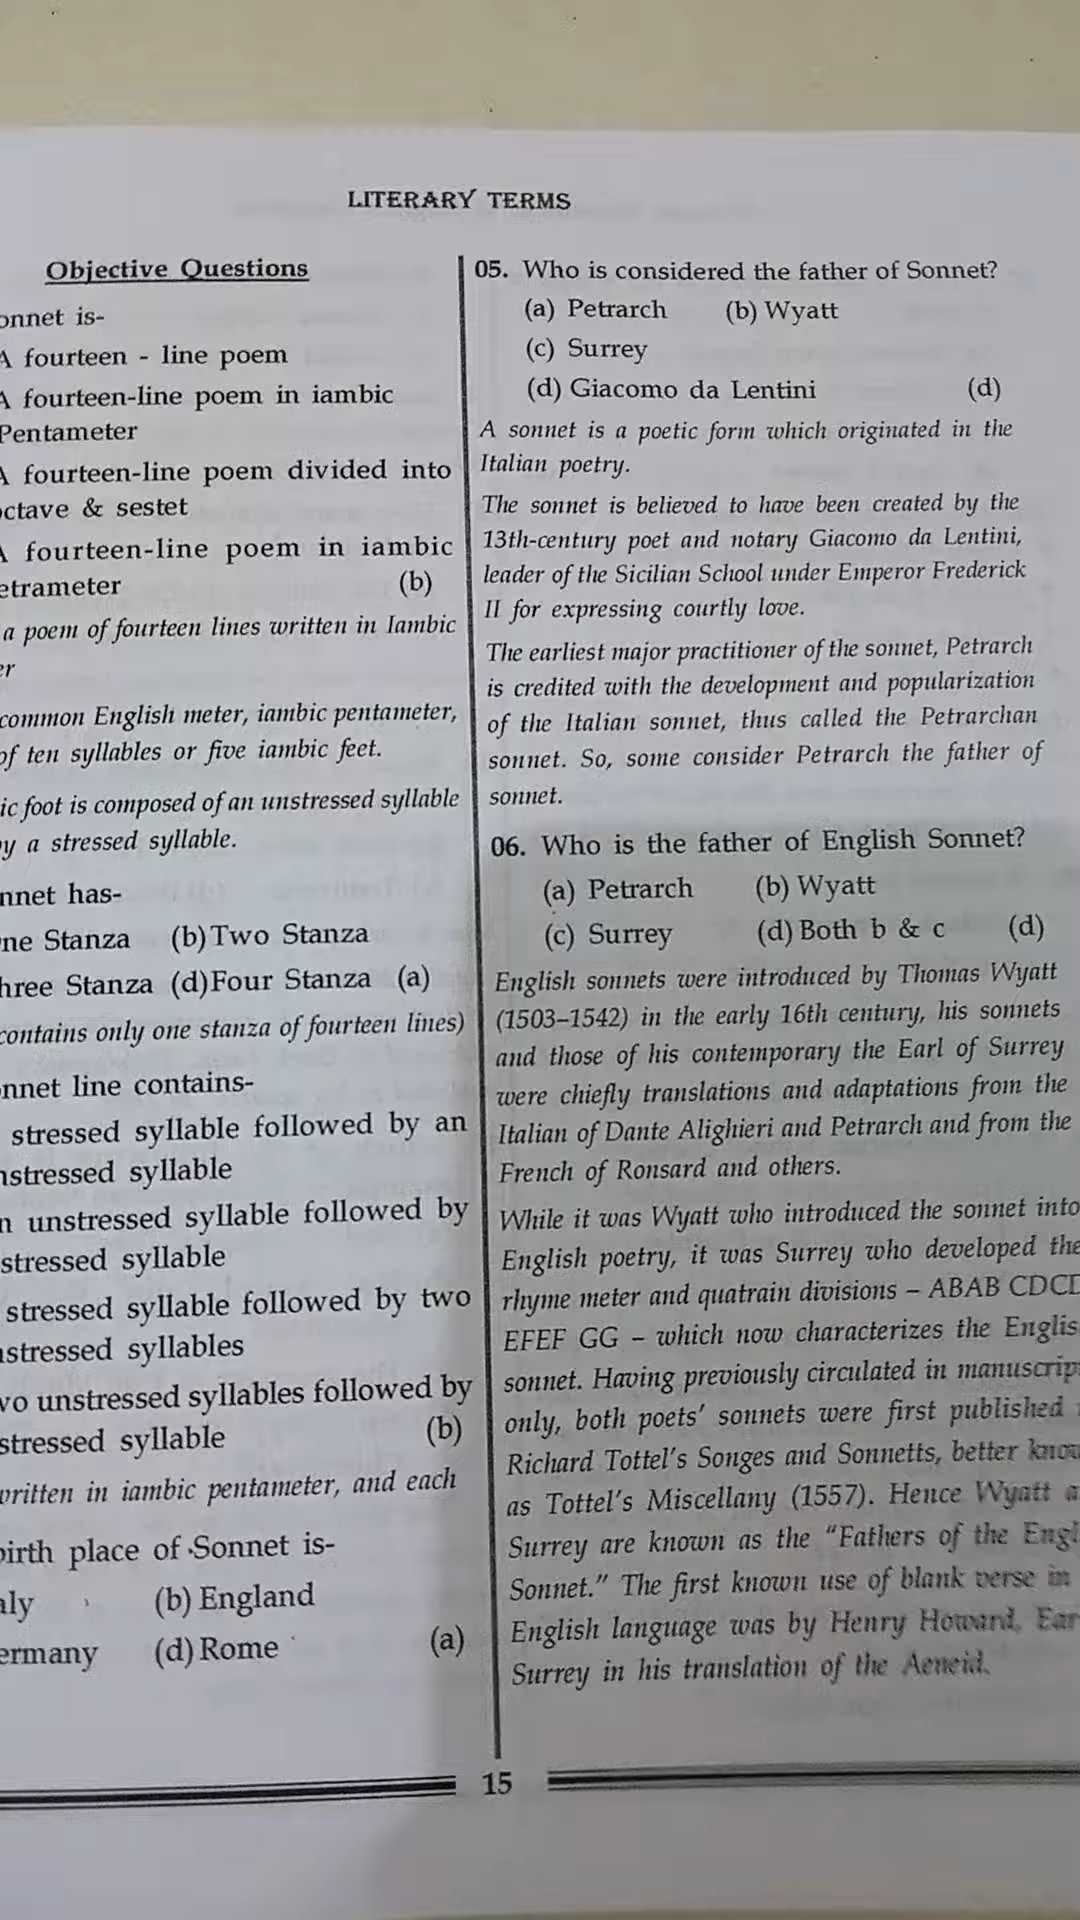 LITERARY TERMS
Objective Questions
onnet is-
A fourteen - line poem
A fourteen-line poem in iambic
Pentameter
A fourteen-line poem divided into
octave & sestet
A fourteen-line poem in iambic
etrameter (b)
a poem of fourteen lines written in Iambic
er
common English meter, iambic pentameter,
of ten syllables or five iambic feet.
ic foot is composed of an unstressed syllable
by a stressed syllable.
nnet has-
ne Stanza (b) Two Stanza
hree Stanza (d) Four Stanza (a)
contains only one stanza of fourteen lines)
onnet line contains-
stressed syllable followed by an
nstressed syllable
n unstressed syllable followed by
stressed syllable
stressed syllable followed by two
nstressed syllables
wo unstressed syllables followed by
stressed syllable (b)
written in iambic pentameter, and each
birth place of Sonnet is-
aly (b) England
ermany (d) Rome (a)
05. Who is considered the father of Sonnet?
(a) Petrarch (b) Wyatt
(c) Surrey
(d) Giacomo da Lentini (d)
A sonnet is a poetic form which originated in the
Italian poetry.
The sonnet is believed to have been created by the
13th-century poet and notary Giacomo da Lentini,
leader of the Sicilian School under Emperor Frederick
II for expressing courtly love.
The earliest major practitioner of the sonnet, Petrarch
is credited with the development and popularization
of the Italian sonnet, thus called the Petrarchan
sonnet. So, some consider Petrarch the father of
sonnet.
06. Who is the father of English Sonnet?
(a) Petrarch (b) Wyatt
(c) Surrey (d) Both b & c (d)
English sonnets were introduced by Thomas Wyatt
(1503–1542) in the early 16th century, his sonnets
and those of his contemporary the Earl of Surrey
were chiefly translations and adaptations from the
Italian of Dante Alighieri and Petrarch and from the
French of Ronsard and others.
While it was Wyatt who introduced the sonnet into
English poetry, it was Surrey who developed the
rhyme meter and quatrain divisions – ABAB CDCD
EFEF GG – which now characterizes the Englis
sonnet. Having previously circulated in manuscrip
only, both poets' sonnets were first published
Richard Tottel's Songes and Sonnetts, better know
as Tottel's Miscellany (1557). Hence Wyatt a
Surrey are known as the "Fathers of the Engl
Sonnet." The first known use of blank verse in
English language was by Henry Howard, Ear
Surrey in his translation of the Aeneid.
15